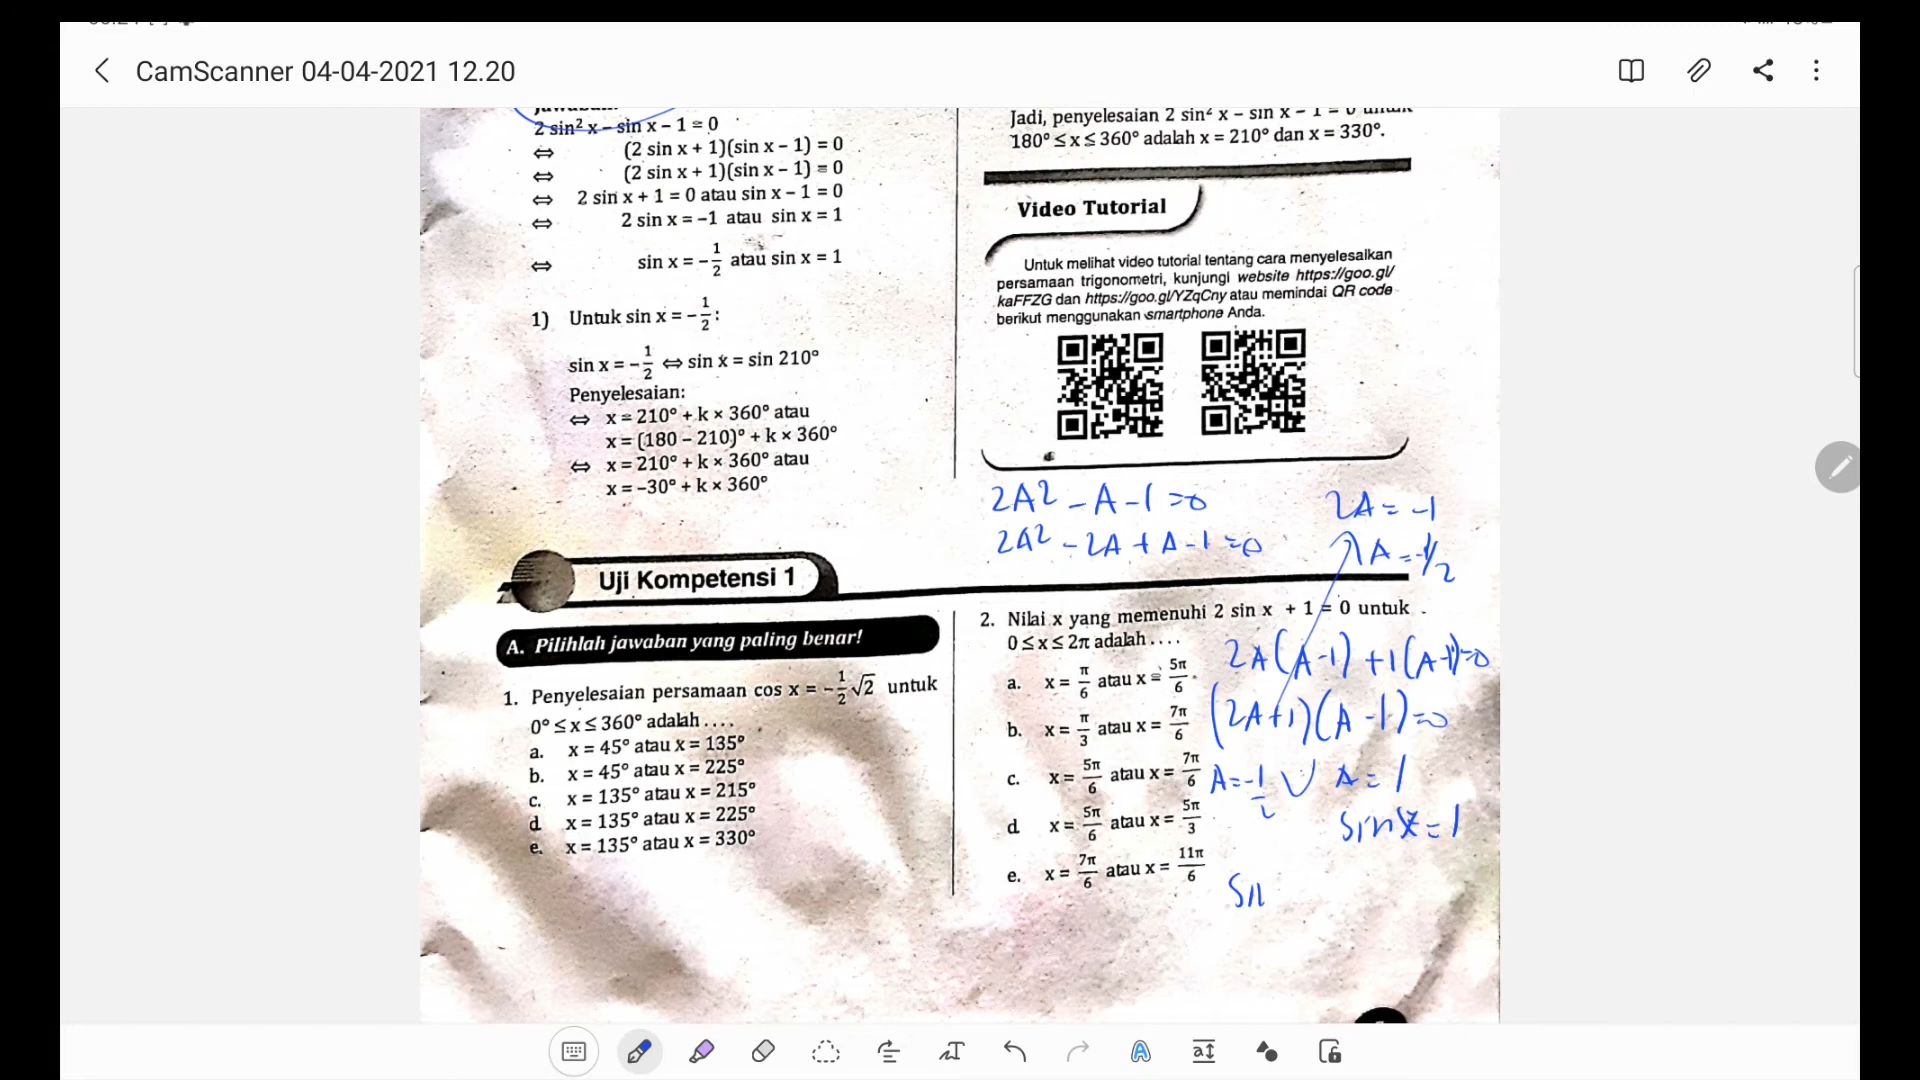 CamScanner 04-04-2021 12.20
Jawaban:
2 sin² x – sin x – 1 = 0
⇔ (2 sin x + 1)(sin x – 1) = 0
⇔ (2 sin x + 1)(sin x – 1) = 0
⇔ 2 sin x + 1 = 0 atau sin x – 1 = 0
⇔ 2 sin x = –1 atau sin x = 1
⇔ sin x = –1/2 atau sin x = 1
1) Untuk sin x = –1/2 :
sin x = –1/2 ⇔ sin x = sin 210°
Penyelesaian:
⇔ x = 210° + k × 360° atau
x = (180 – 210)° + k × 360°
⇔ x = 210° + k × 360° atau
x = –30° + k × 360°
Jadi, penyelesaian 2 sin² x – sin x – 1 = 0 untuk
180° ≤ x ≤ 360° adalah x = 210° dan x = 330°.
Video Tutorial
Untuk melihat video tutorial tentang cara menyelesaikan
persamaan trigonometri, kunjungi website https://goo.gl/
kaFFZG dan https://goo.gl/YZqCny atau memindai QR code
berikut menggunakan smartphone Anda.
2A² – A – 1 = 0
2A² – 2A + A – 1 = 0
2A = –1
A = –1/2
Uji Kompetensi 1
A. Pilihlah jawaban yang paling benar!
1. Penyelesaian persamaan cos x = –1/2 √2 untuk
0° ≤ x ≤ 360° adalah . . . .
a. x = 45° atau x = 135°
b. x = 45° atau x = 225°
c. x = 135° atau x = 215°
d x = 135° atau x = 225°
e. x = 135° atau x = 330°
2. Nilai x yang memenuhi 2 sin x + 1 = 0 untuk
0 ≤ x ≤ 2π adalah . . . .
a. x = π/6 atau x = 5π/6
b. x = π/3 atau x = 7π/6
c. x = 5π/6 atau x = 7π/6
d x = 5π/6 atau x = 5π/3
e. x = 7π/6 atau x = 11π/6
2A(A–1) + 1(A–1) = 0
(2A+1)(A–1) = 0
A = –1/2 ∨ A = 1
sin x = 1